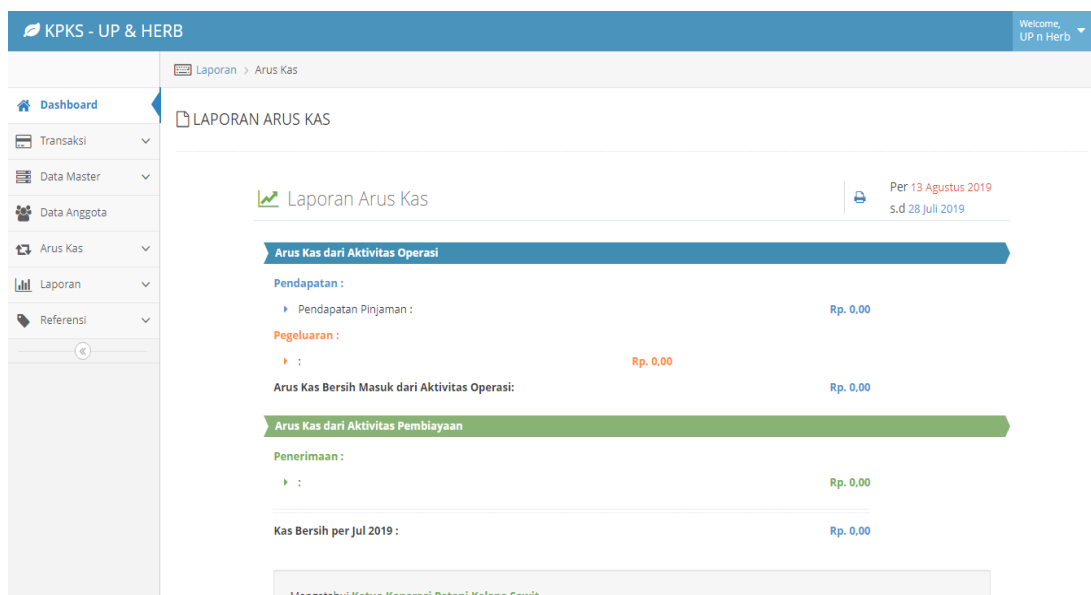 KPKS - UP & HERB
Welcome,
UP n Herb
Laporan > Arus Kas
Dashboard
Transaksi
Data Master
Data Anggota
Arus Kas
Laporan
Referensi
LAPORAN ARUS KAS
Laporan Arus Kas
Per 13 Agustus 2019
s.d 28 Juli 2019
Arus Kas dari Aktivitas Operasi
Pendapatan :
Pendapatan Pinjaman : Rp. 0,00
Pegeluaran :
: Rp. 0,00
Arus Kas Bersih Masuk dari Aktivitas Operasi: Rp. 0,00
Arus Kas dari Aktivitas Pembiayaan
Penerimaan :
: Rp. 0,00
Kas Bersih per Jul 2019 : Rp. 0,00